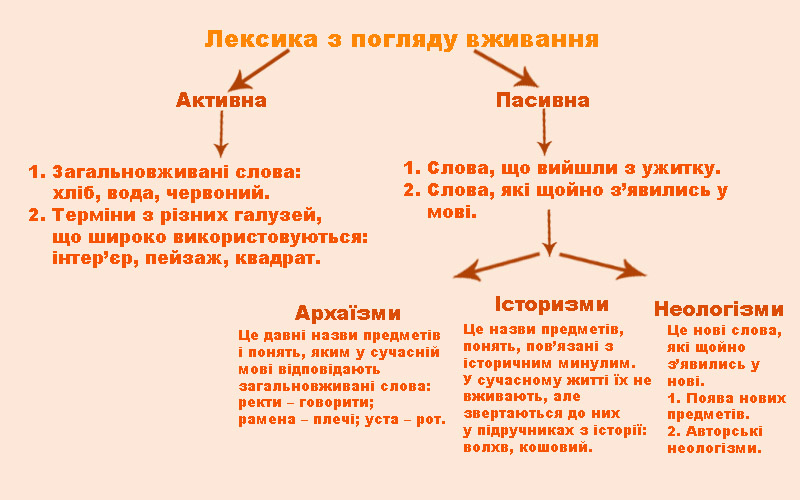 Лексика з погляду вживання
Активна
Пасивна
1. Загальновживані слова:
хліб, вода, червоний.
2. Терміни з різних галузей,
що широко використовуються:
інтер’єр, пейзаж, квадрат.
1. Слова, що вийшли з ужитку.
2. Слова, які щойно з’явились у
мові.
Архаїзми
Це давні назви предметів
і понять, яким у сучасній
мові відповідають
загальновживані слова:
ректи – говорити;
рамена – плечі; уста – рот.
Історизми
Це назви предметів,
понять, пов’язані з
історичним минулим.
У сучасному житті їх не
вживають, але
звертаються до них
у підручниках з історії:
волхв, кошовий.
Неологізми
Це нові слова,
які щойно
з’явились у
нові.
1. Поява нових
предметів.
2. Авторські
неологізми.